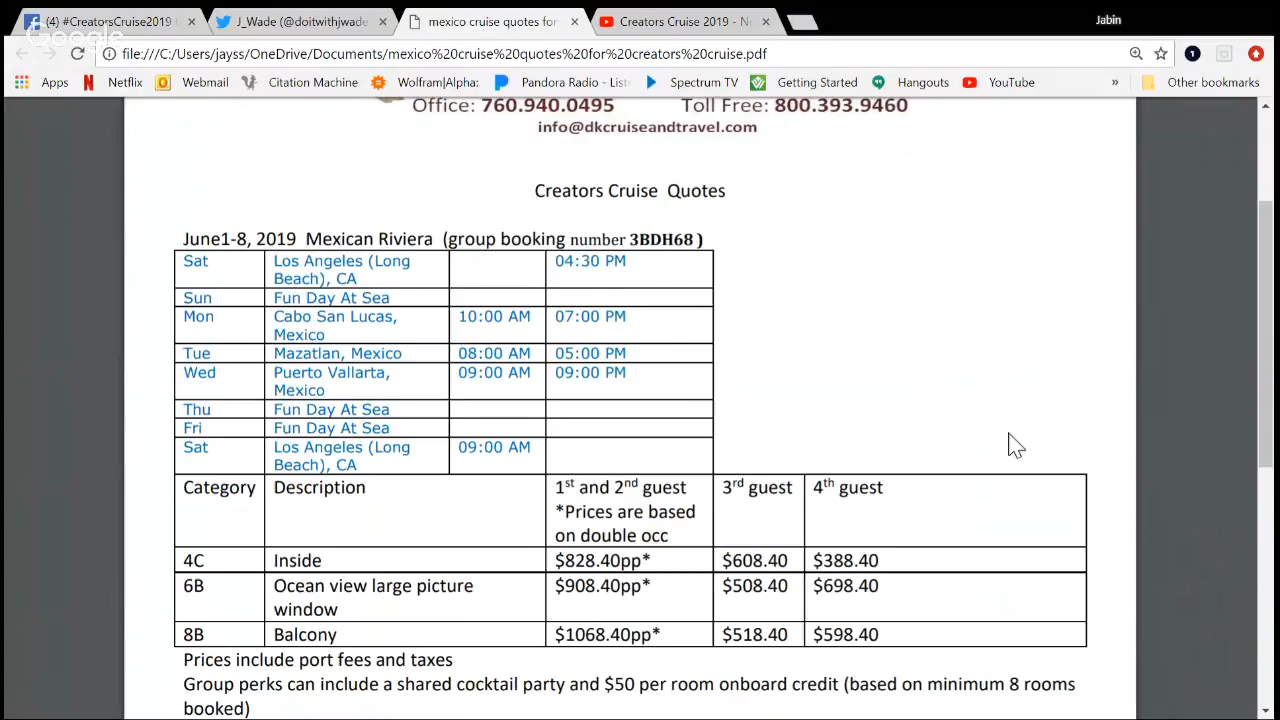 (4) #CreatorsCruise2019 J_Wade (@doitwithjwade mexico cruise quotes for Creators Cruise 2019 - Jabin
Google
file:///C:/Users/jayss/OneDrive/Documents/mexico%20cruise%20quotes%20for%20creators%20cruise.pdf
Apps Netflix Webmail Citation Machine Wolfram|Alpha: Pandora Radio - List Spectrum TV Getting Started Hangouts YouTube » Other bookmarks
Office: 760.940.0495 Toll Free: 800.393.9460
info@dkcruiseandtravel.com
Creators Cruise Quotes
June1-8, 2019 Mexican Riviera (group booking number 3BDH68 )
Sat Los Angeles (Long 04:30 PM
Beach), CA
Sun Fun Day At Sea
Mon Cabo San Lucas, 10:00 AM 07:00 PM
Mexico
Tue Mazatlan, Mexico 08:00 AM 05:00 PM
Wed Puerto Vallarta, 09:00 AM 09:00 PM
Mexico
Thu Fun Day At Sea
Fri Fun Day At Sea
Sat Los Angeles (Long 09:00 AM
Beach), CA
Category Description 1st and 2nd guest 3rd guest 4th guest
*Prices are based
on double occ
4C Inside $828.40pp* $608.40 $388.40
6B Ocean view large picture $908.40pp* $508.40 $698.40
window
8B Balcony $1068.40pp* $518.40 $598.40
Prices include port fees and taxes
Group perks can include a shared cocktail party and $50 per room onboard credit (based on minimum 8 rooms
booked)